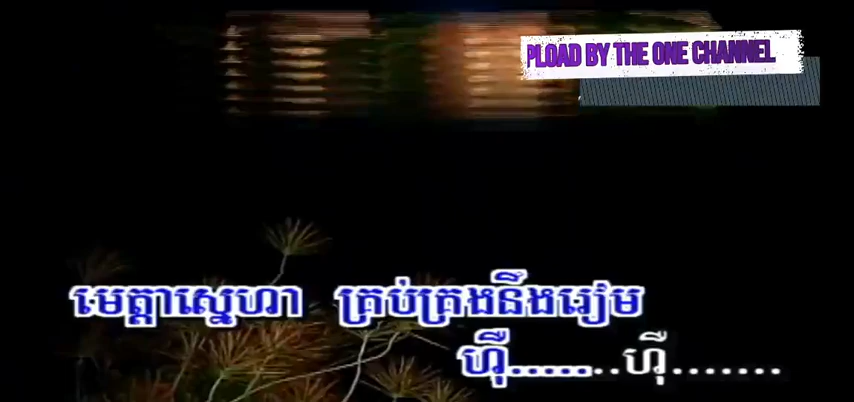 PLOAD BY THE ONE CHANNEL
មេត្តាស្នេហា គ្រប់គ្រងនឹងរៀម
ហ៊ឺ........ហ៊ឺ.......